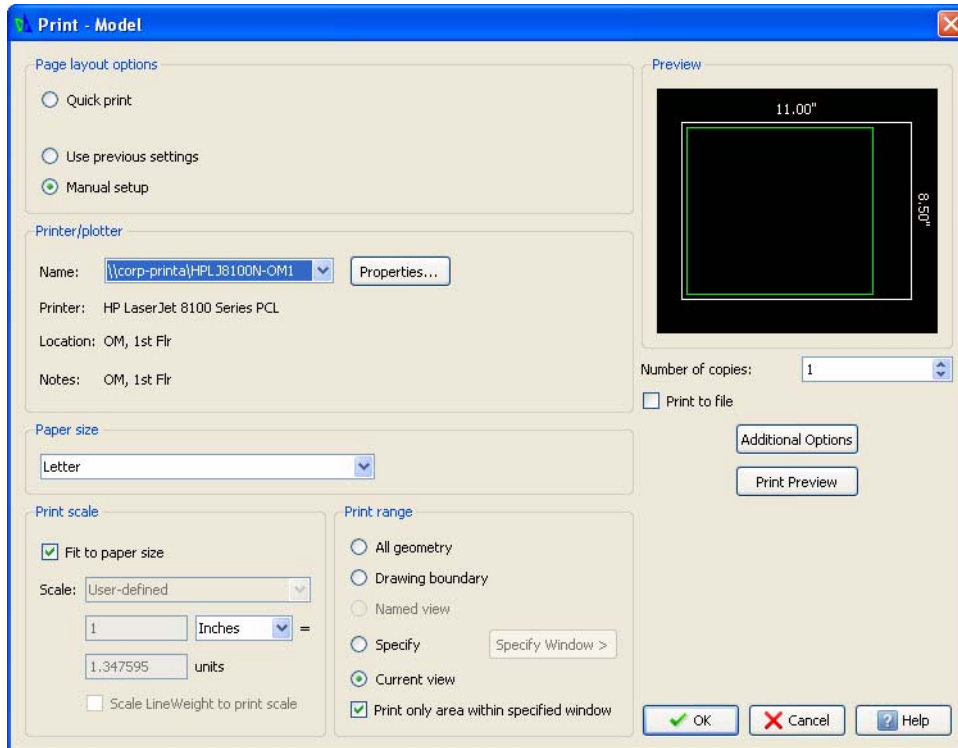 Print - Model
Page layout options
Quick print
Use previous settings
Manual setup
Printer/plotter
Name: \\corp-printa\HPLJ8100N-OM1 Properties...
Printer: HP LaserJet 8100 Series PCL
Location: OM, 1st Flr
Notes: OM, 1st Flr
Paper size
Letter
Print scale
Fit to paper size
Scale: User-defined
1 Inches =
1.347595 units
Scale LineWeight to print scale
Print range
All geometry
Drawing boundary
Named view
Specify Specify Window >
Current view
Print only area within specified window
Preview
11.00"
8.50"
Number of copies: 1
Print to file
Additional Options
Print Preview
OK Cancel Help